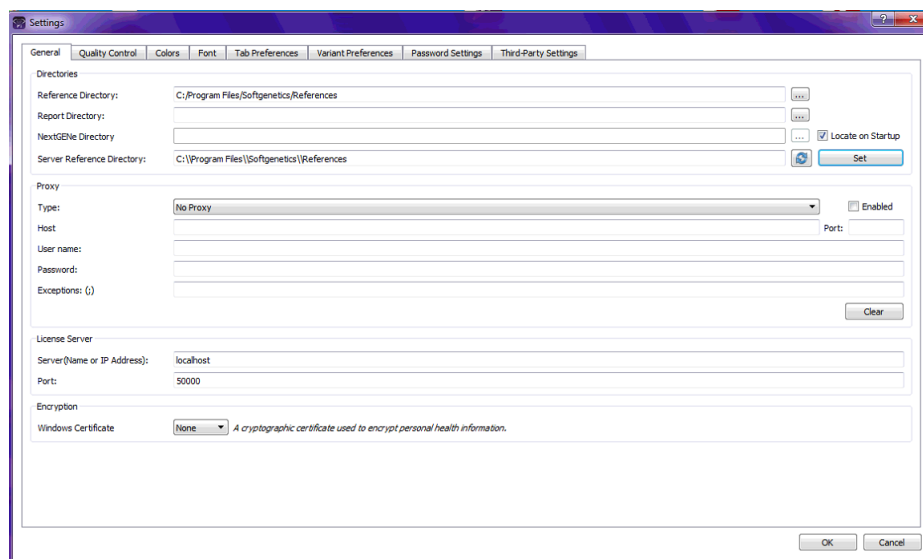 Settings
General Quality Control Colors Font Tab Preferences Variant Preferences Password Settings Third-Party Settings
Directories
Reference Directory: C:/Program Files/Softgenetics/References ...
Report Directory: ...
NextGENe Directory ... Locate on Startup
Server Reference Directory: C:\\Program Files\\Softgenetics\\References Set
Proxy
Type: No Proxy Enabled
Host Port:
User name:
Password:
Exceptions: (;)
Clear
License Server
Server(Name or IP Address): localhost
Port: 50000
Encryption
Windows Certificate None A cryptographic certificate used to encrypt personal health information.
OK Cancel